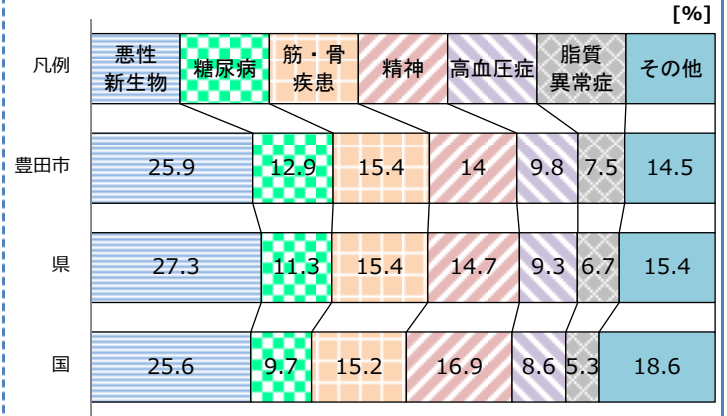 [%]
凡例
悪性
新生物
糖尿病
筋・骨
疾患
精神
高血圧症
脂質
異常症
その他
豊田市
25.9
12.9
15.4
14
9.8
7.5
14.5
県
27.3
11.3
15.4
14.7
9.3
6.7
15.4
国
25.6
9.7
15.2
16.9
8.6
5.3
18.6